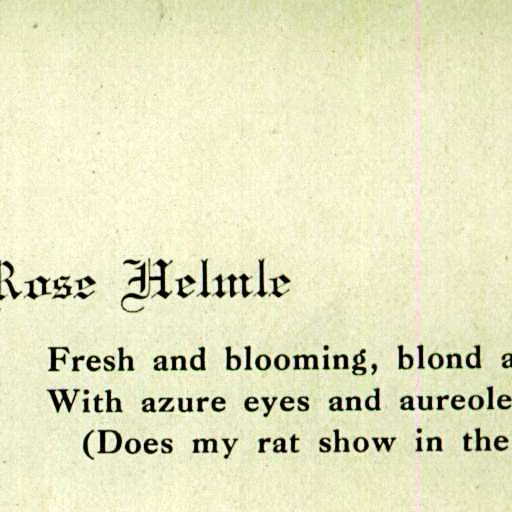 Rose Helmle
Fresh and blooming, blond a
With azure eyes and aureole
(Does my rat show in the